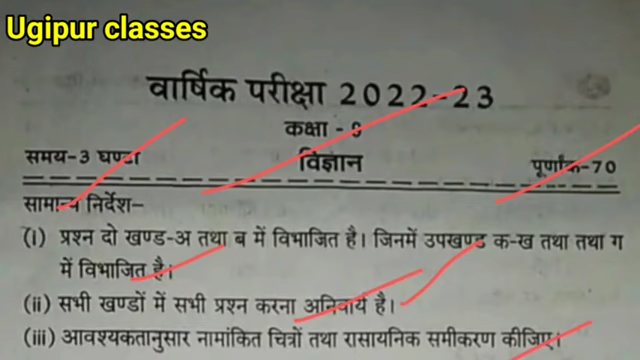 Ugipur classes
वार्षिक परीक्षा 2022-23
कक्षा - 9
समय-3 घण्टा विज्ञान पूर्णांक-70
सामान्य निर्देश-
(i) प्रश्न दो खण्ड-अ तथा ब में विभाजित है। जिनमें उपखण्ड क-ख तथा तथा ग
में विभाजित है।
(ii) सभी खण्डों में सभी प्रश्न करना अनिवार्य है।
(iii) आवश्यकतानुसार नामांकित चित्रों तथा रासायनिक समीकरण कीजिए।